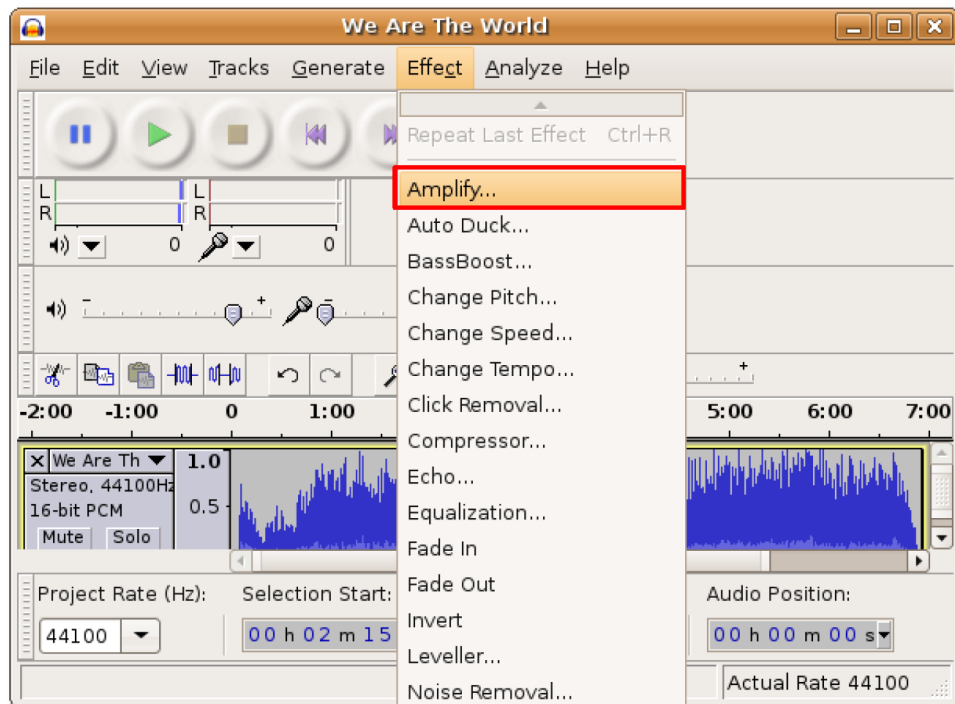 We Are The World
File Edit View Tracks Generate Effect Analyze Help
Repeat Last Effect Ctrl+R
Amplify...
Auto Duck...
BassBoost...
Change Pitch...
Change Speed...
Change Tempo...
Click Removal...
Compressor...
Echo...
Equalization...
Fade In
Fade Out
Invert
Leveller...
Noise Removal...
L
R
0
L
R
0
- +
-
+
-2:00 -1:00 0 1:00 5:00 6:00 7:00
X We Are Th 1.0
Stereo, 44100Hz
16-bit PCM 0.5
Mute Solo
Project Rate (Hz): Selection Start: Audio Position:
44100 00 h 02 m 15 00 h 00 m 00 s
Actual Rate 44100